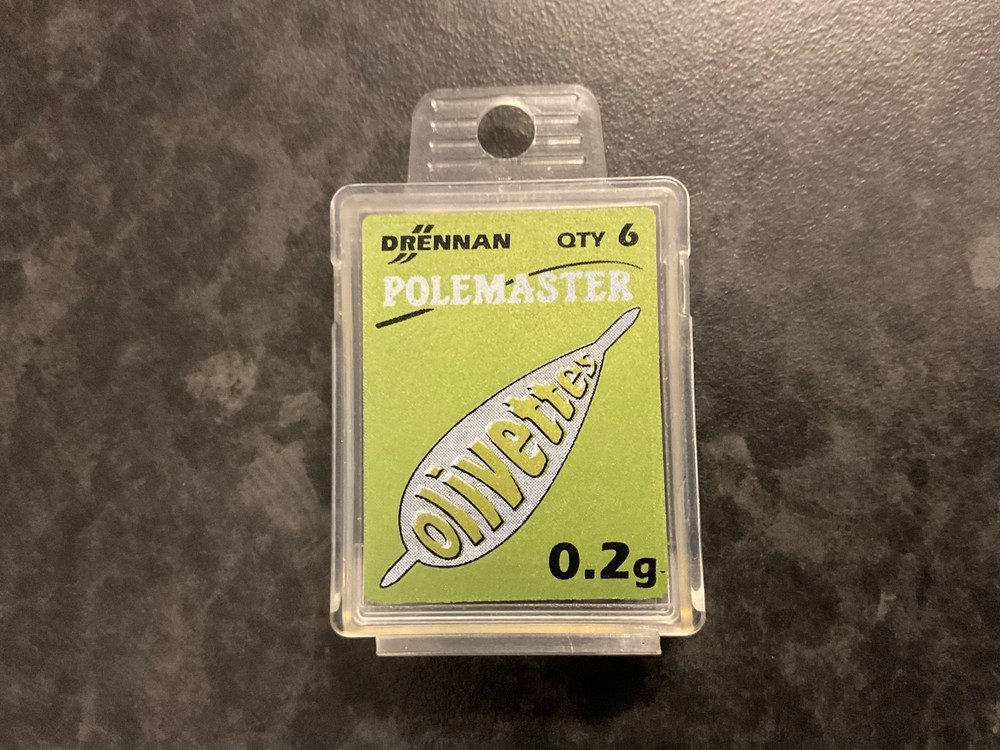 DRENNAN QTY 6
POLEMASTER
olivettes
0.2g